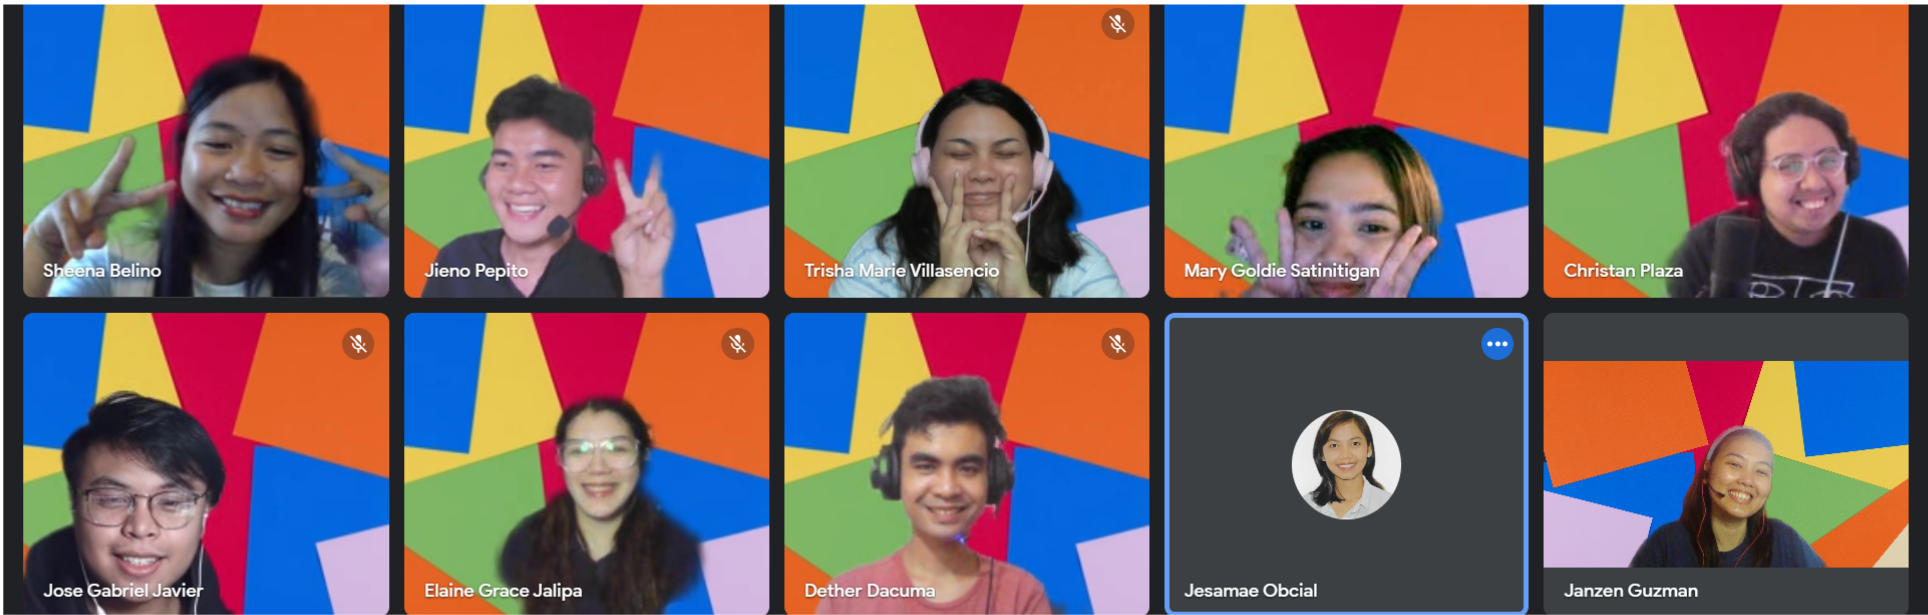 Sheena Belino
Jieno Pepito
Trisha Marie Villasencio
Mary Goldie Satinitigan
Christan Plaza
Jose Gabriel Javier
Elaine Grace Jalipa
Dether Dacuma
Jesamae Obcial
Janzen Guzman